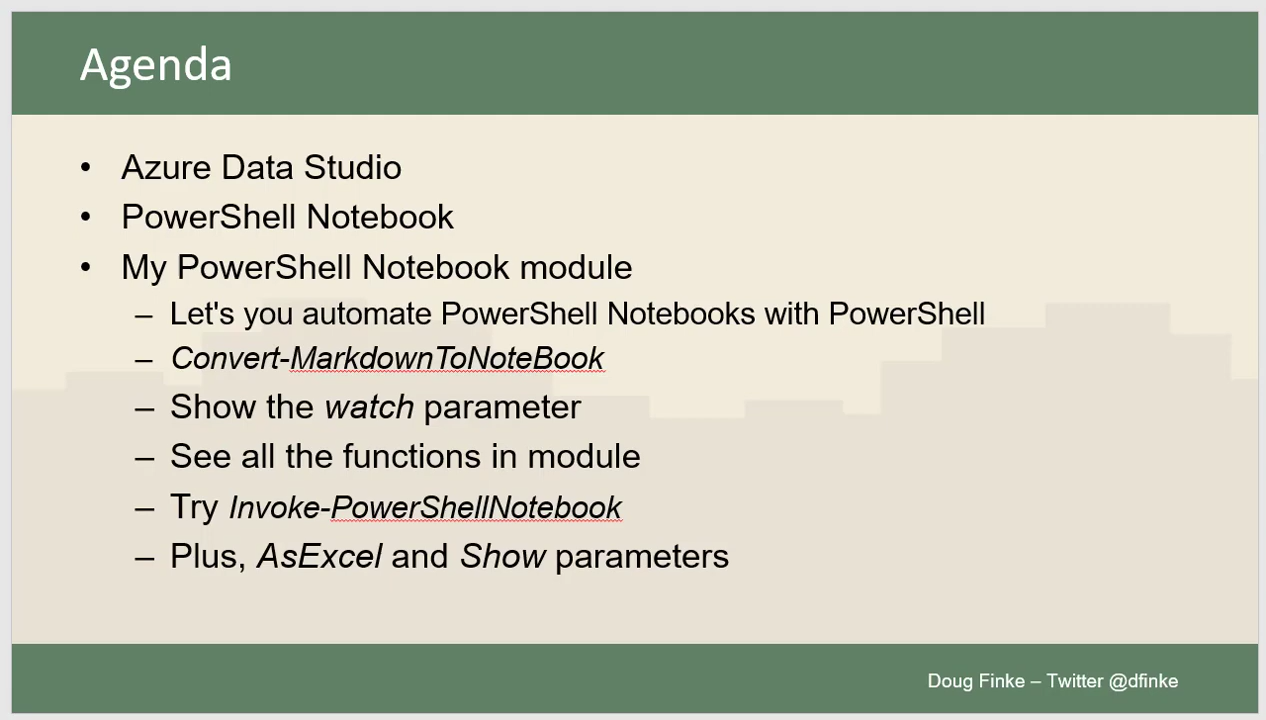 Agenda
• Azure Data Studio
• PowerShell Notebook
• My PowerShell Notebook module
– Let's you automate PowerShell Notebooks with PowerShell
– Convert-MarkdownToNoteBook
– Show the watch parameter
– See all the functions in module
– Try Invoke-PowerShellNotebook
– Plus, AsExcel and Show parameters
Doug Finke – Twitter @dfinke